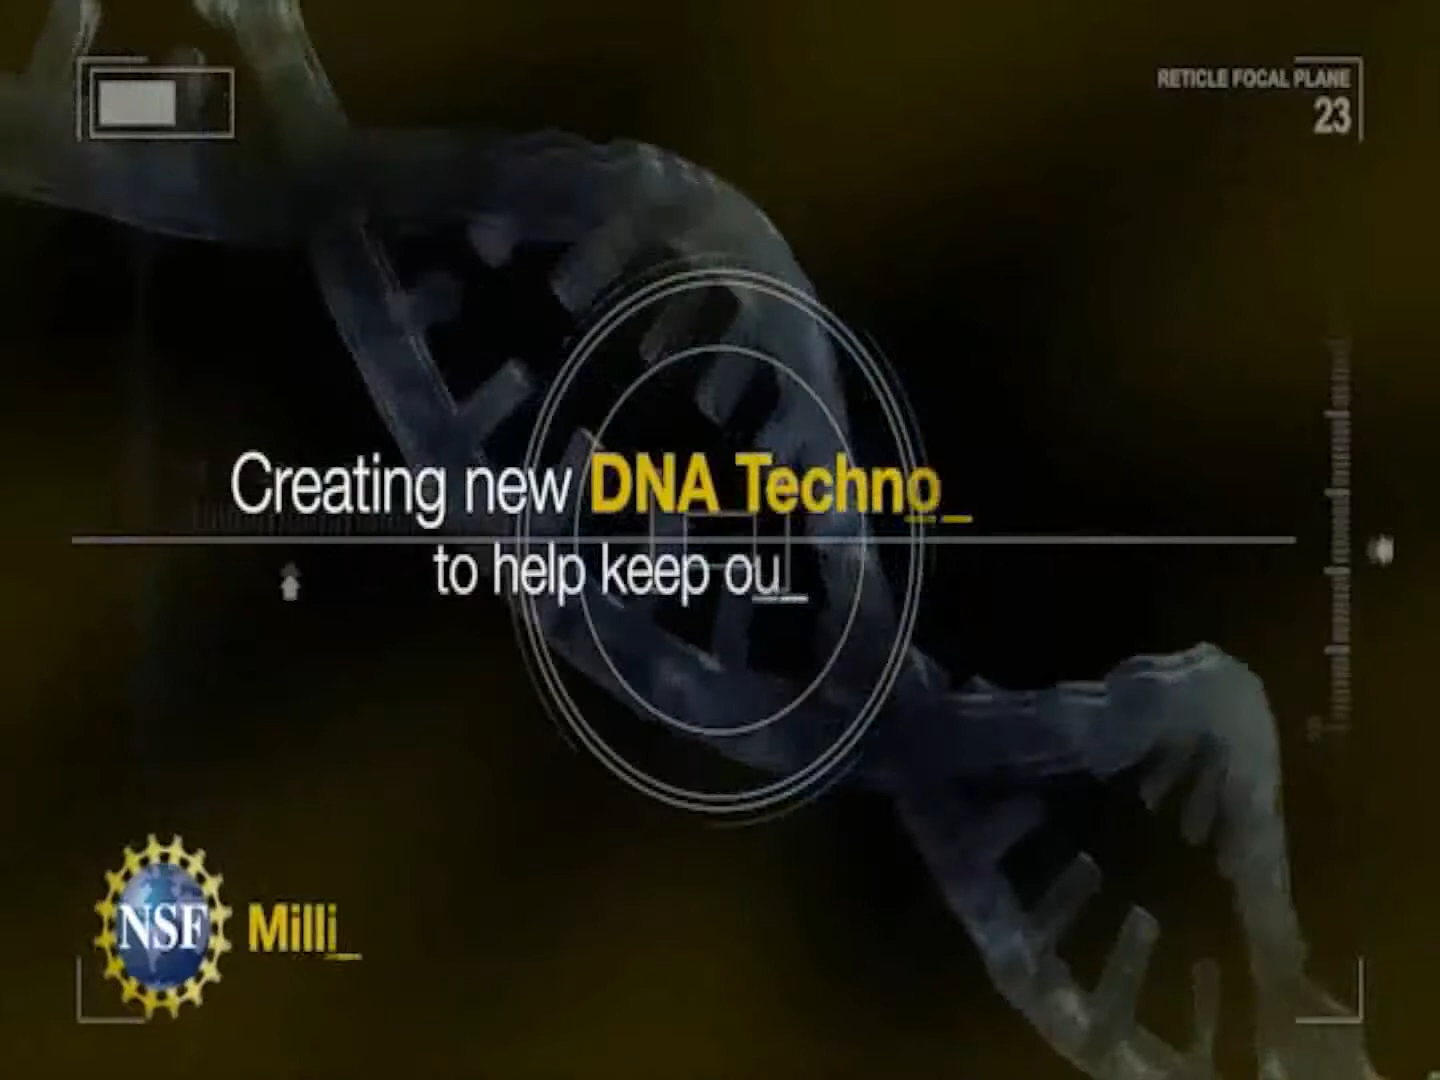 RETICLE FOCAL PLANE
23
Creating new DNA Techno_
to help keep ou_
NSF
Milli_